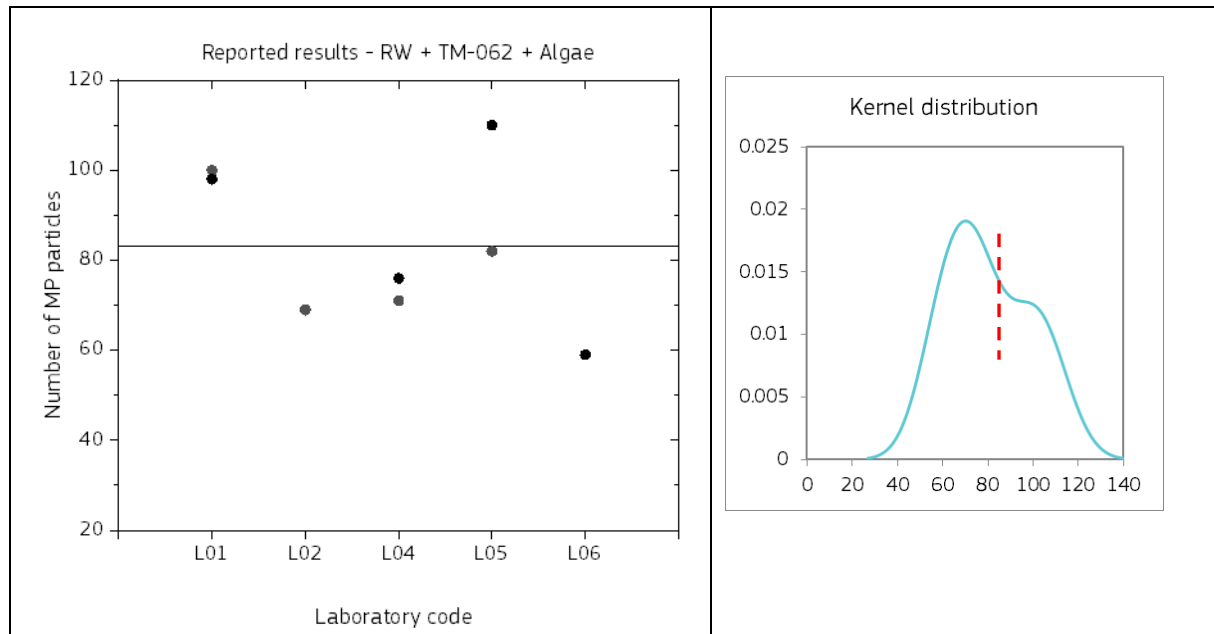 Reported results - RW + TM-062 + Algae
120
100
80
60
40
20
Number of MP particles
L01 L02 L04 L05 L06
Laboratory code
Kernel distribution
0.025
0.02
0.015
0.01
0.005
0
0 20 40 60 80 100 120 140